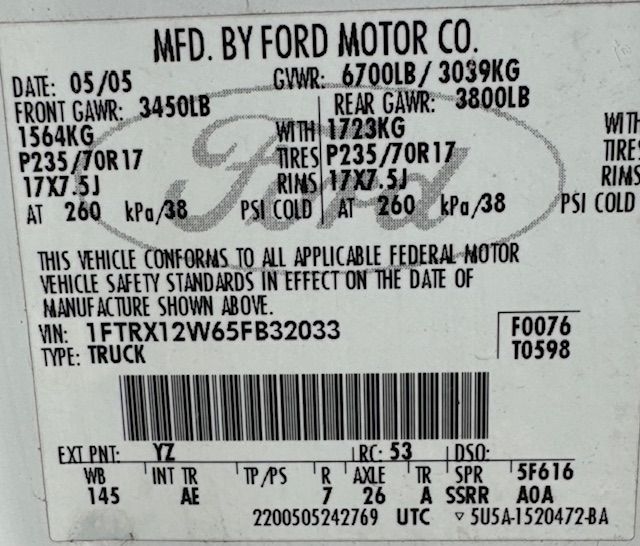 MFD. BY FORD MOTOR CO.
DATE: 05/05 GVWR: 6700LB/ 3039KG
FRONT GAWR: 3450LB REAR GAWR: 3800LB
1564KG WITH 1723KG WITH
P235/70R17 TIRES P235/70R17 TIRES
17X7.5J RIMS 17X7.5J RIMS
AT 260 kPa/38 PSI COLD AT 260 kPa/38 PSI COLD
Ford
THIS VEHICLE CONFORMS TO ALL APPLICABLE FEDERAL MOTOR
VEHICLE SAFETY STANDARDS IN EFFECT ON THE DATE OF
MANUFACTURE SHOWN ABOVE.
VIN: 1FTRX12W65FB32033 F0076
TYPE: TRUCK T0598
EXT PNT: YZ RC: 53 DSO:
WB INT TR TP/PS R AXLE TR SPR 5F616
145 AE 7 26 A SSRR A0A
2200505242769 UTC ▽ 5U5A-1520472-BA